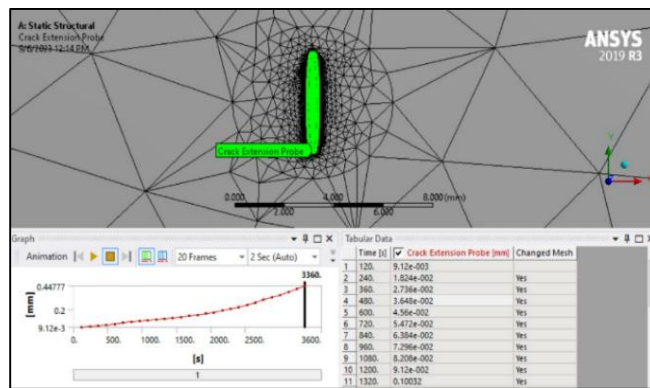 A: Static Structural
Crack Extension Probe
ANSYS
2019 R3
Crack Extension Probe
0.000
4.000
8.000 (mm)
2.000
6.000
Y
Graph
Animation
20 Frames
2 Sec (Auto)
3360.
0.44777
0.2
9.12e-3
[mm]
0.
500.
1000.
1500.
2000.
2500.
3600.
[s]
1
Tabular Data
Time [s] Crack Extension Probe [mm] Changed Mesh
1 120. 9.12e-003
2 240. 1.824e-002 Yes
3 360. 2.736e-002 Yes
4 480. 3.648e-002 Yes
5 600. 4.56e-002 Yes
6 720. 5.472e-002 Yes
7 840. 6.384e-002 Yes
8 960. 7.296e-002 Yes
9 1080. 8.208e-002 Yes
10 1200. 9.12e-002 Yes
11 1320. 0.10032 Yes